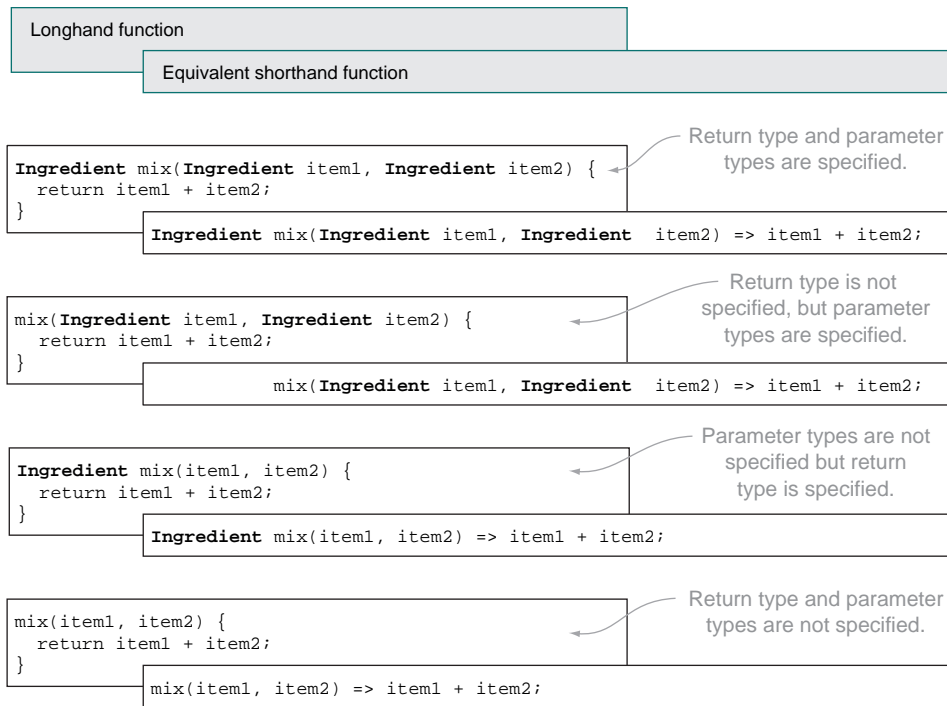 Longhand function
Equivalent shorthand function
Return type and parameter
types are specified.
Ingredient mix(Ingredient item1, Ingredient item2) {
return item1 + item2;
}
Ingredient mix(Ingredient item1, Ingredient item2) => item1 + item2;
Return type is not
specified, but parameter
types are specified.
mix(Ingredient item1, Ingredient item2) {
return item1 + item2;
}
mix(Ingredient item1, Ingredient item2) => item1 + item2;
Parameter types are not
specified but return
type is specified.
Ingredient mix(item1, item2) {
return item1 + item2;
}
Ingredient mix(item1, item2) => item1 + item2;
Return type and parameter
types are not specified.
mix(item1, item2) {
return item1 + item2;
}
mix(item1, item2) => item1 + item2;